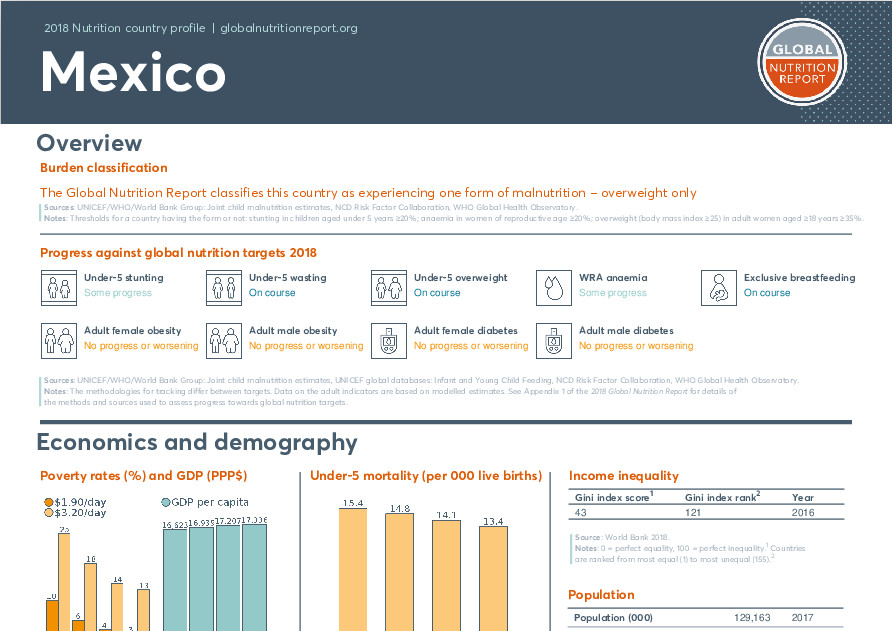 2018 Nutrition country profile | globalnutritionreport.org
Mexico
GLOBAL
NUTRITION
REPORT
Overview
Burden classification
The Global Nutrition Report classifies this country as experiencing one form of malnutrition – overweight only
Sources: UNICEF/WHO/World Bank Group: Joint child malnutrition estimates, NCD Risk Factor Collaboration, WHO Global Health Observatory.
Notes: Thresholds for a country having the form or not: stunting in children aged under 5 years ≥20%; anaemia in women of reproductive age ≥20%; overweight (body mass index ≥25) in adult women aged ≥18 years ≥35%.
Progress against global nutrition targets 2018
Under-5 stunting
Some progress
Under-5 wasting
On course
Under-5 overweight
On course
WRA anaemia
Some progress
Exclusive breastfeeding
On course
Adult female obesity
No progress or worsening
Adult male obesity
No progress or worsening
Adult female diabetes
No progress or worsening
Adult male diabetes
No progress or worsening
Sources: UNICEF/WHO/World Bank Group: Joint child malnutrition estimates, UNICEF global databases: Infant and Young Child Feeding, NCD Risk Factor Collaboration, WHO Global Health Observatory.
Notes: The methodologies for tracking differ between targets. Data on the adult indicators are based on modelled estimates. See Appendix 1 of the 2018 Global Nutrition Report for details of
the methods and sources used to assess progress towards global nutrition targets.
Economics and demography
Poverty rates (%) and GDP (PPP$)
$1.90/day
$3.20/day
GDP per capita
10
25
6
18
4
14
3
13
16,623
16,935
17,207
Under-5 mortality (per 000 live births)
15.4
14.8
14.1
13.4
Income inequality
Gini index score1 Gini index rank2 Year
43 121 2016
Source: World Bank 2018.
Notes: 0 = perfect equality, 100 = perfect inequality.1 Countries
are ranked from most equal (1) to most unequal (155).2
Population
Population (000) 129,163 2017